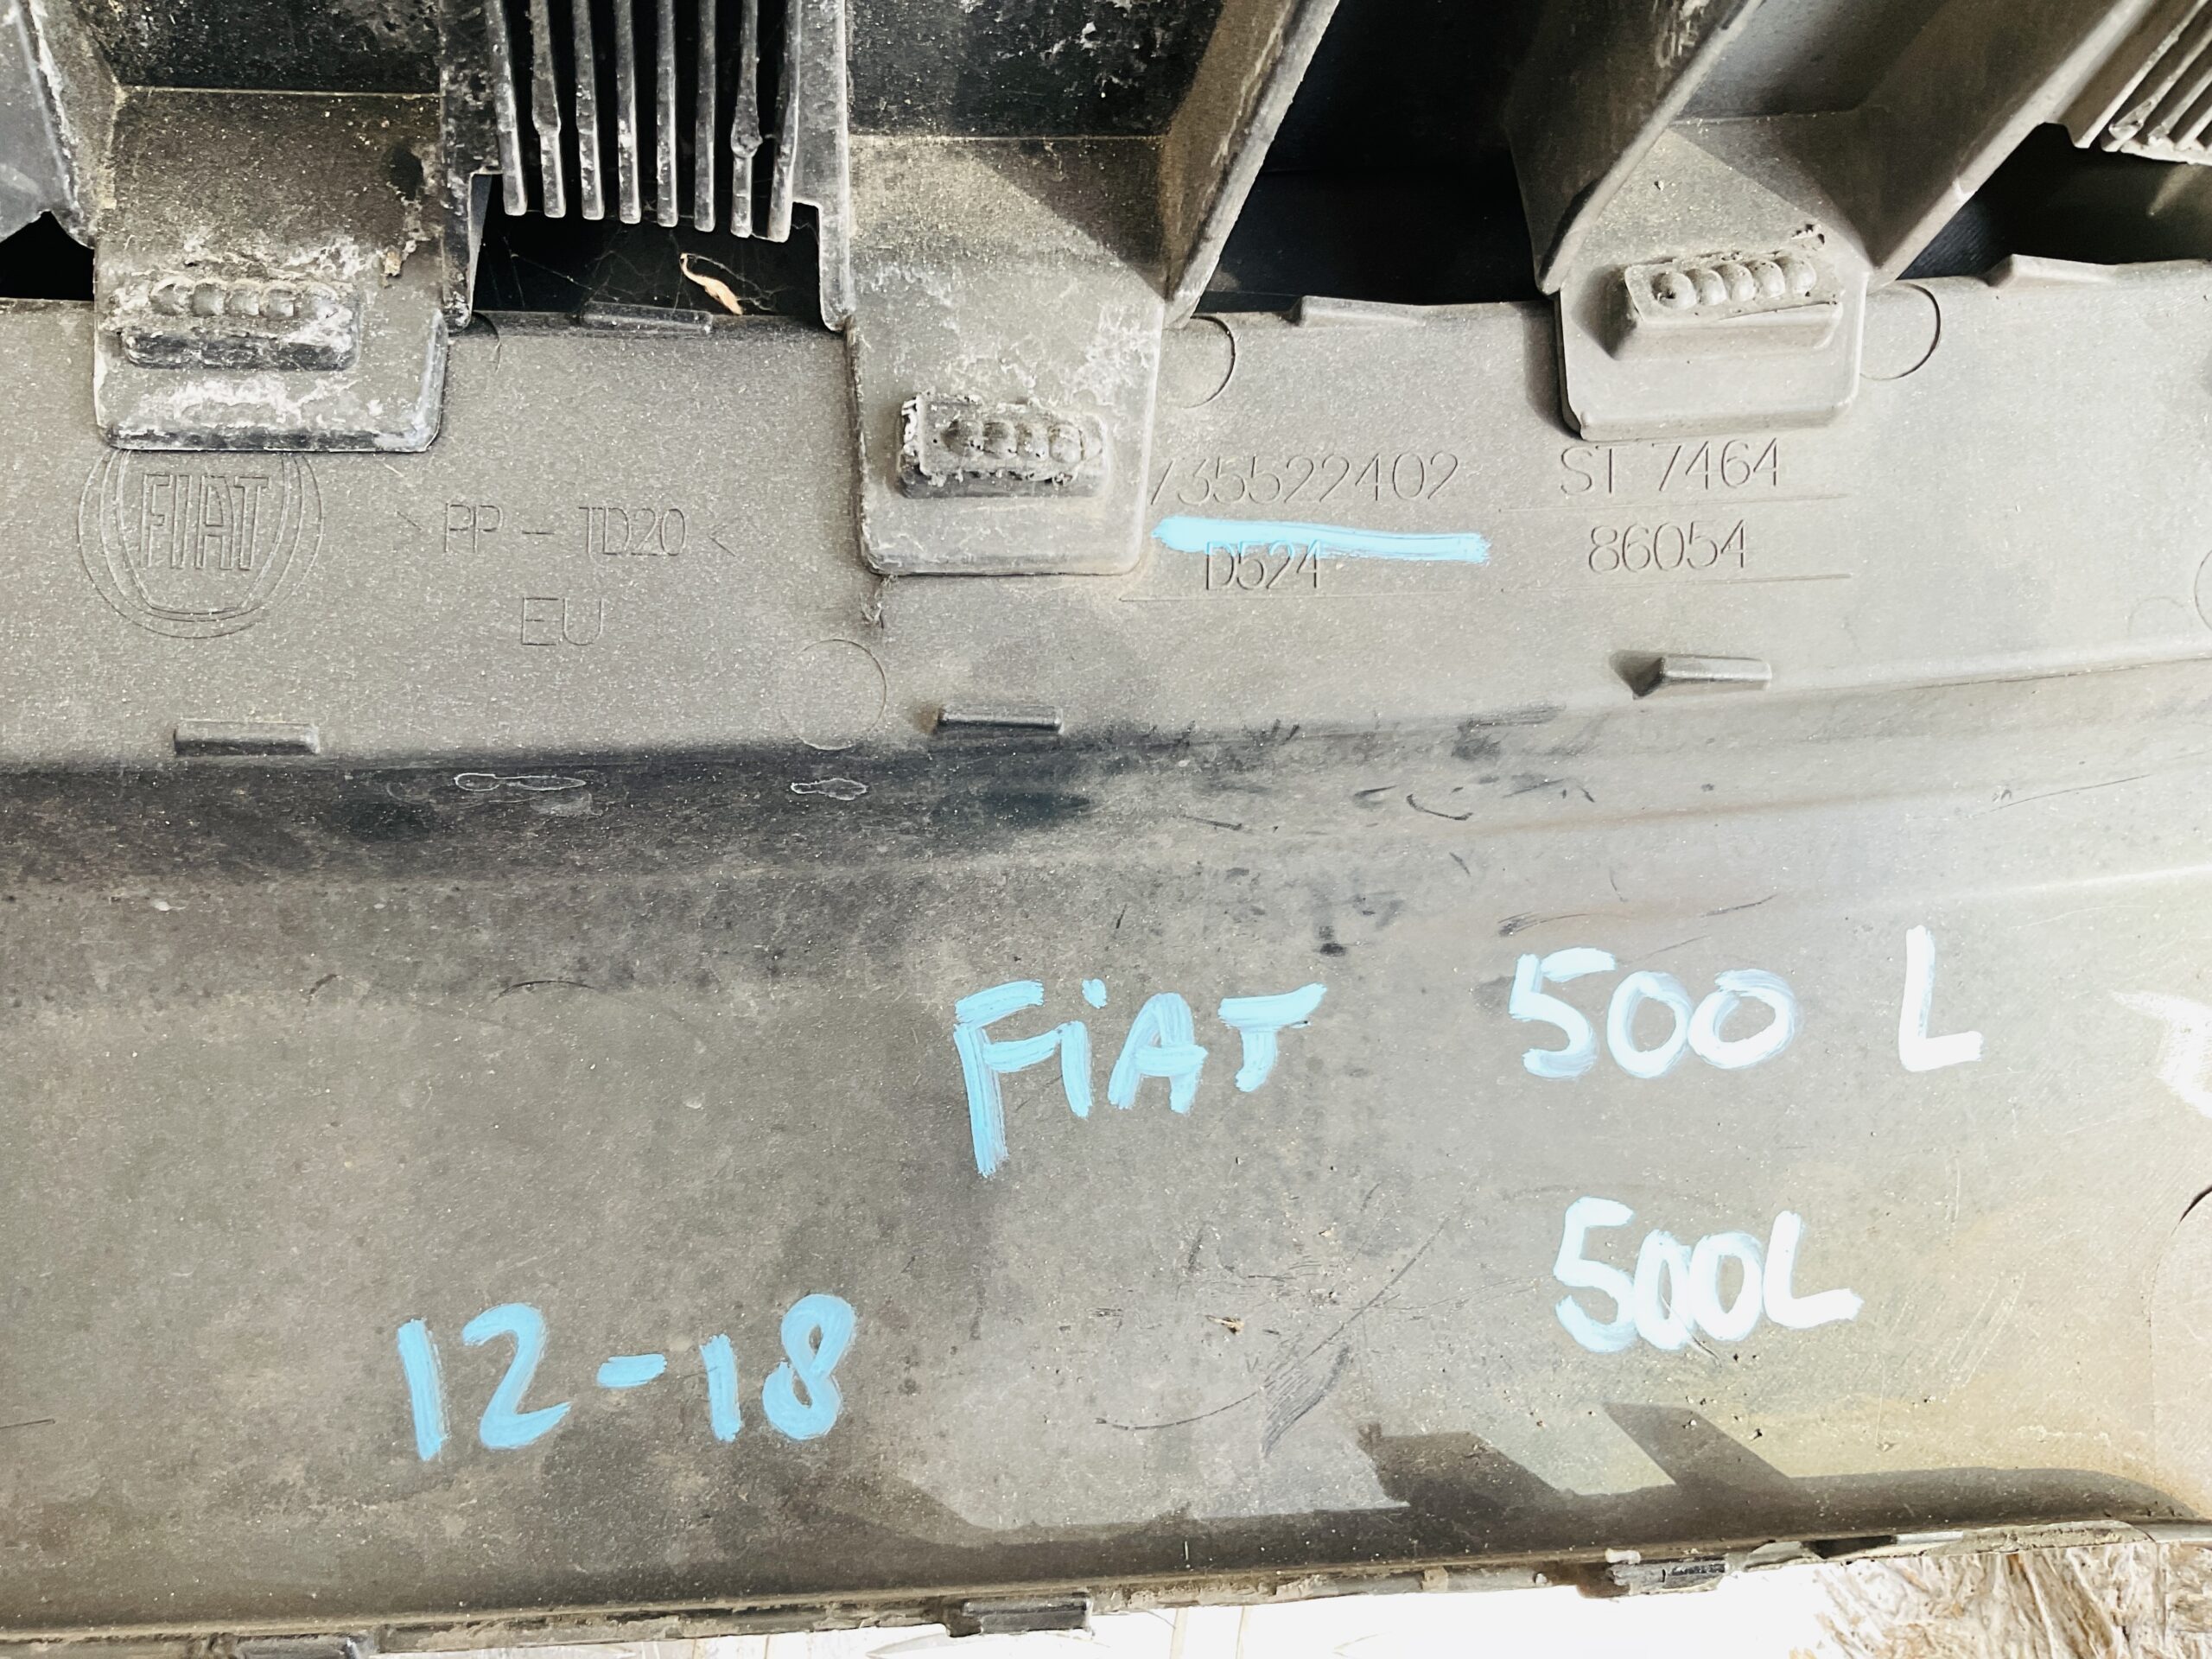 FIAT
> PP - TD20 <
EU
735522402
D524
ST 7464
86054
FiAT 500 L
500L
12-18